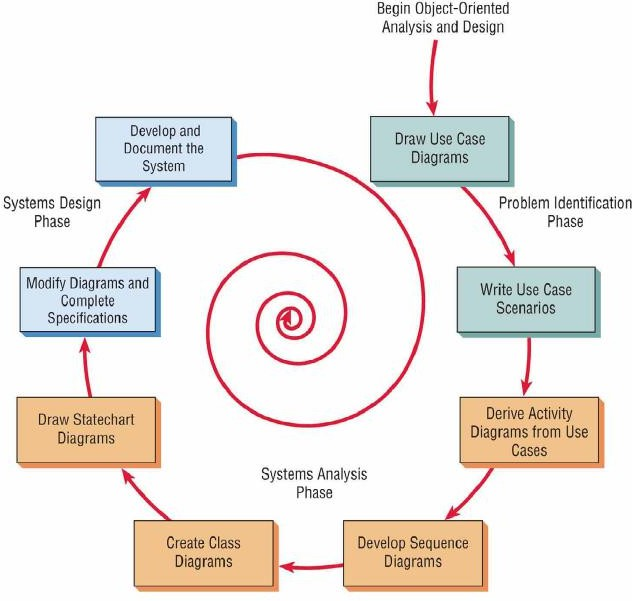 Begin Object-Oriented
Analysis and Design
Draw Use Case
Diagrams
Problem Identification
Phase
Write Use Case
Scenarios
Derive Activity
Diagrams from Use
Cases
Develop Sequence
Diagrams
Systems Analysis
Phase
Create Class
Diagrams
Draw Statechart
Diagrams
Modify Diagrams and
Complete
Specifications
Systems Design
Phase
Develop and
Document the
System